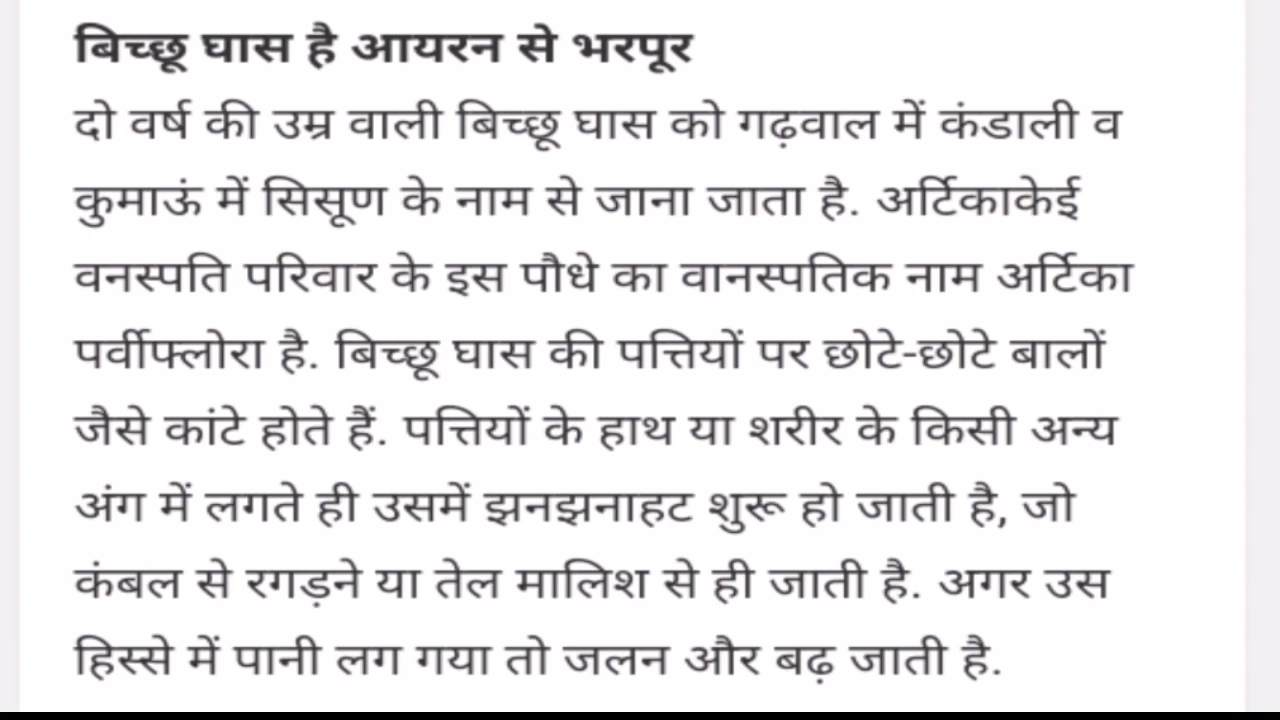 बिच्छू घास है आयरन से भरपूर
दो वर्ष की उम्र वाली बिच्छू घास को गढ़वाल में कंडाली व
कुमाऊं में सिसूण के नाम से जाना जाता है. अर्टिकाकेई
वनस्पति परिवार के इस पौधे का वानस्पतिक नाम अर्टिका
पर्वीफ्लोरा है. बिच्छू घास की पत्तियों पर छोटे-छोटे बालों
जैसे कांटे होते हैं. पत्तियों के हाथ या शरीर के किसी अन्य
अंग में लगते ही उसमें झनझनाहट शुरू हो जाती है, जो
कंबल से रगड़ने या तेल मालिश से ही जाती है. अगर उस
हिस्से में पानी लग गया तो जलन और बढ़ जाती है.